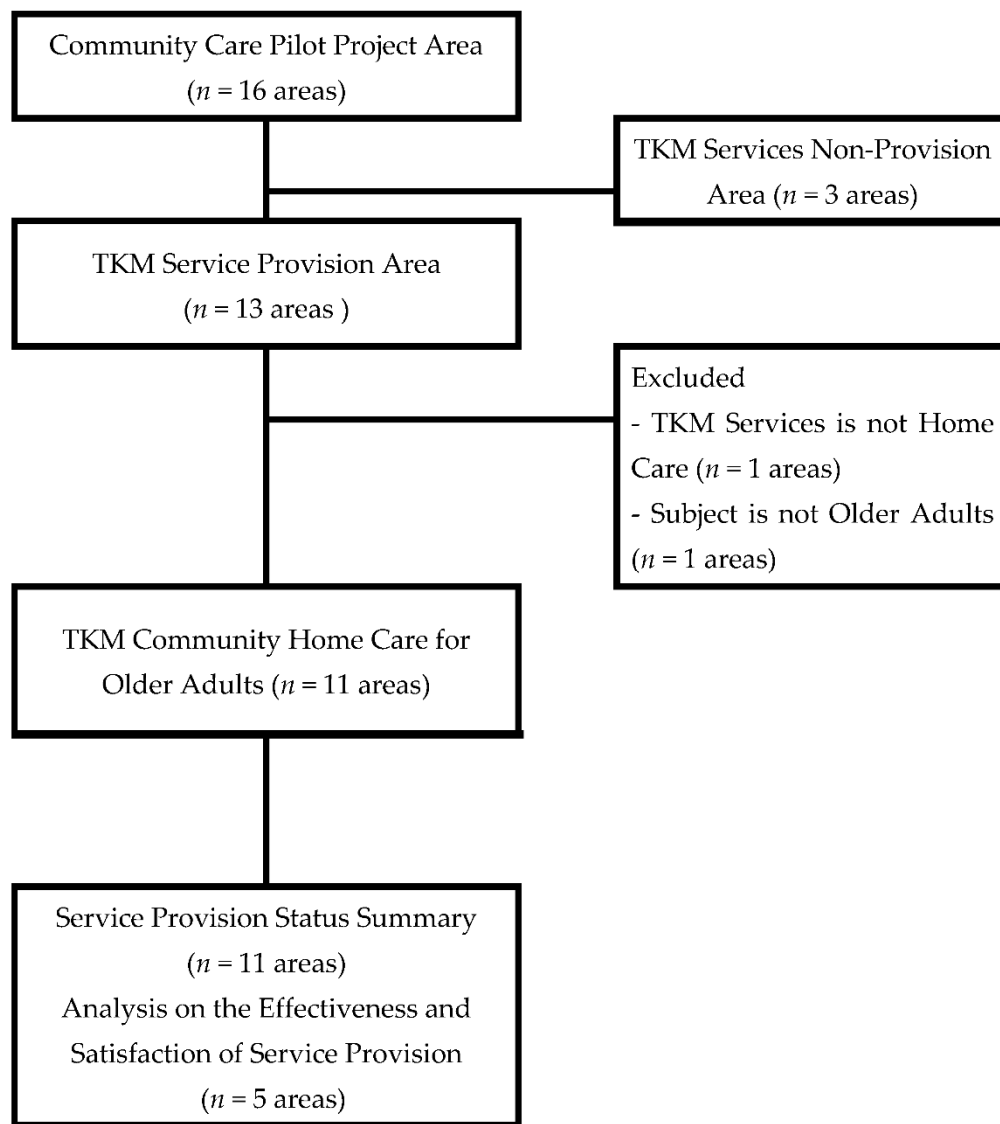 Community Care Pilot Project Area
(n = 16 areas)
TKM Services Non-Provision
Area (n = 3 areas)
TKM Service Provision Area
(n = 13 areas )
Excluded
- TKM Services is not Home
Care (n = 1 areas)
- Subject is not Older Adults
(n = 1 areas)
TKM Community Home Care for
Older Adults (n = 11 areas)
Service Provision Status Summary
(n = 11 areas)
Analysis on the Effectiveness and
Satisfaction of Service Provision
(n = 5 areas)